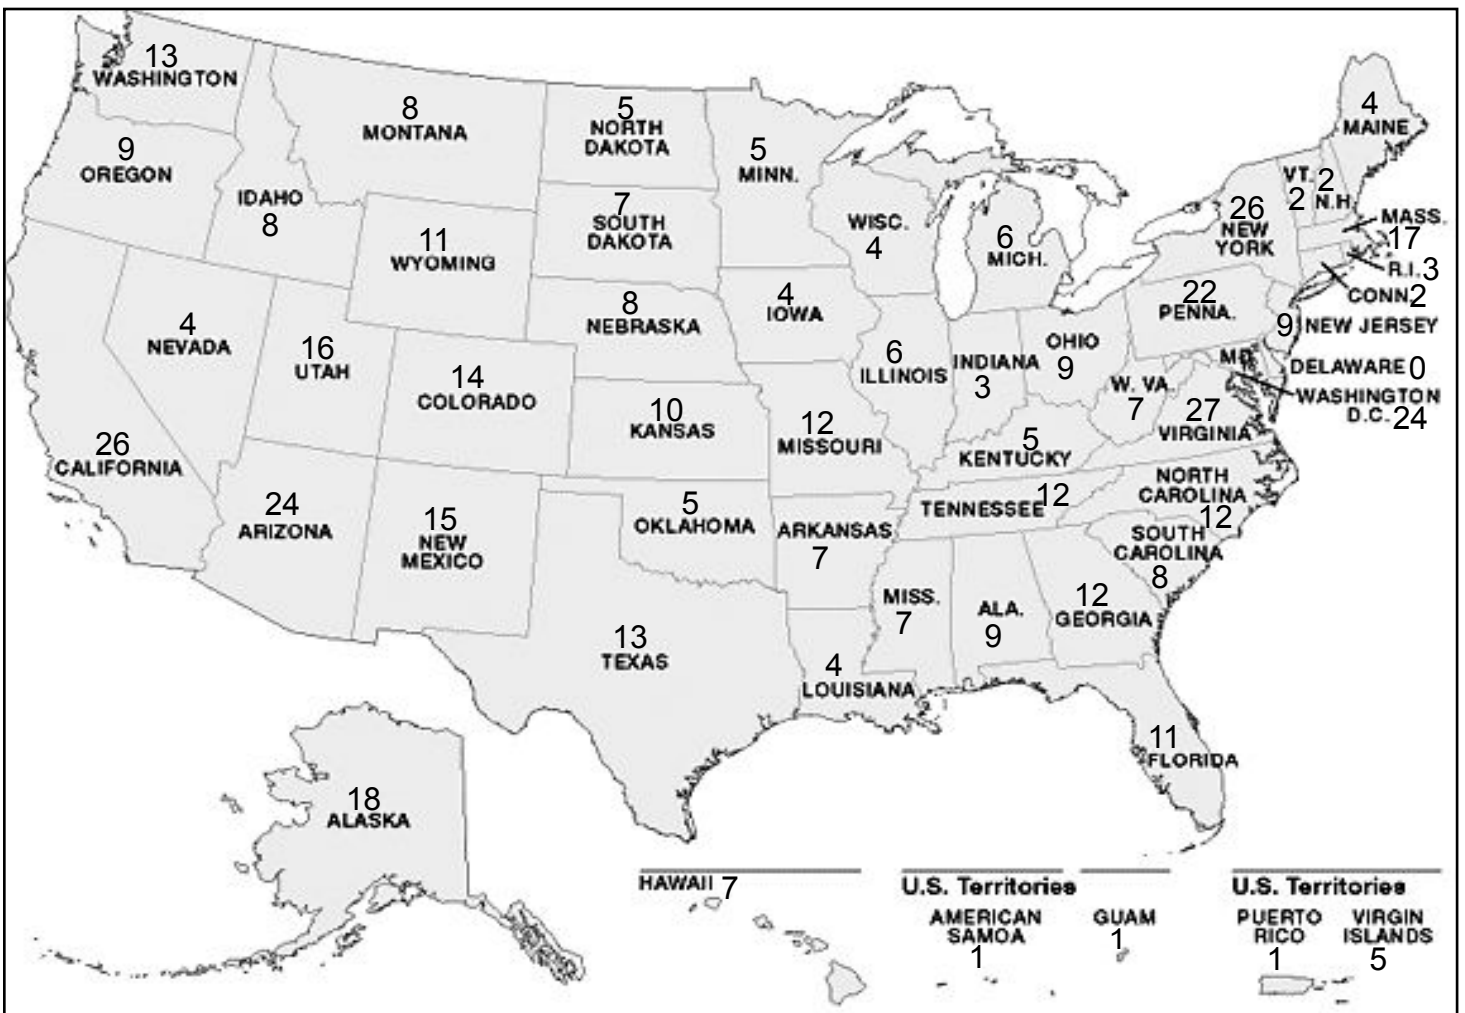 13
WASHINGTON
9
OREGON
IDAHO
8
8
MONTANA
11
WYOMING
5
NORTH
DAKOTA
7
SOUTH
DAKOTA
8
NEBRASKA
5
MINN.
WISC.
4
6
MICH.
4
IOWA
4
NEVADA
16
UTAH
14
COLORADO
10
KANSAS
12
MISSOURI
6
ILLINOIS
INDIANA
3
OHIO
9
26
CALIFORNIA
24
ARIZONA
15
NEW
MEXICO
5
OKLAHOMA
ARKANSAS
7
13
TEXAS
4
LOUISIANA
MISS.
7
ALA.
9
12
GEORGIA
11
FLORIDA
5
KENTUCKY
TENNESSEE 12
NORTH
CAROLINA
12
SOUTH
CAROLINA
8
W. VA.
7
27
VIRGINIA
22
PENNA.
26
NEW
YORK
VT.
2
2
N.H.
4
MAINE
MASS.
17
R.I. 3
CONN 2
9 NEW JERSEY
DELAWARE 0
MD.
WASHINGTON
D.C. 24
18
ALASKA
HAWAII 7
U.S. Territories
AMERICAN
SAMOA
1
GUAM
1
U.S. Territories
PUERTO
RICO
1
VIRGIN
ISLANDS
5